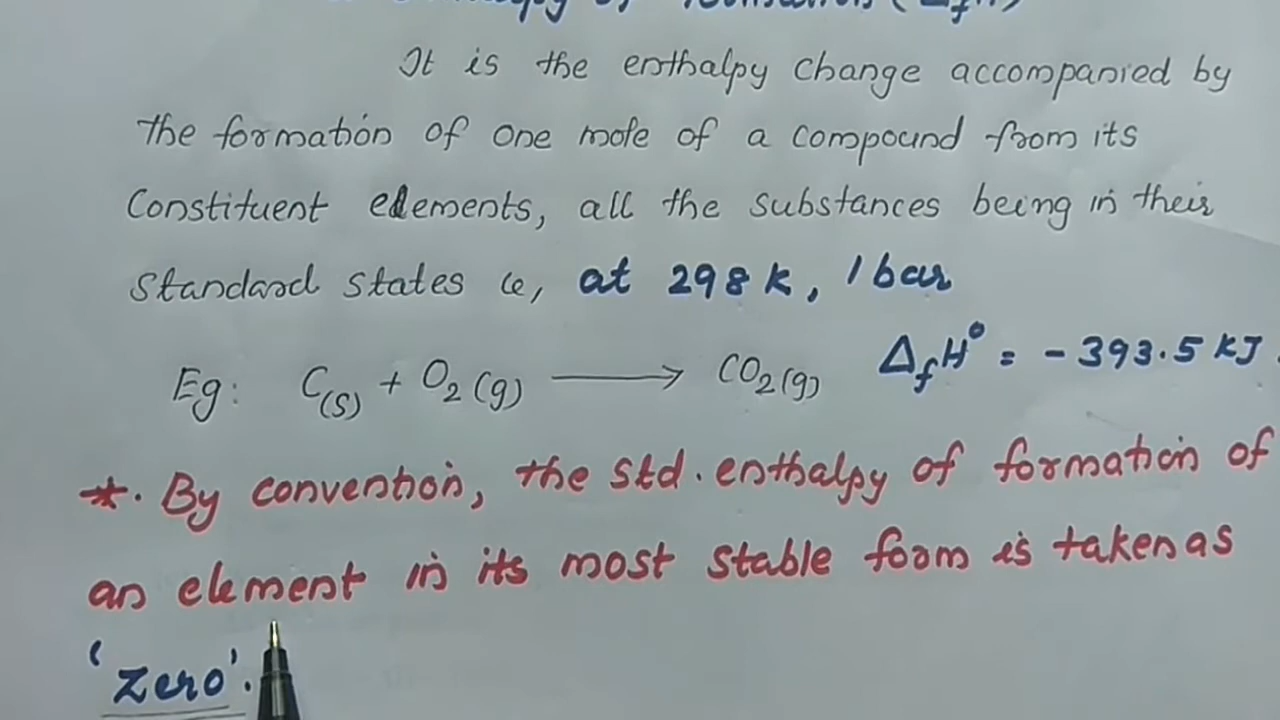 of formation (ΔfH)
It is the enthalpy change accompanied by
the formation of one mole of a compound from its
Constituent elements, all the substances being in their
standard states ie, at 298 K, 1 bar
Eg: C(s) + O₂(g) ⟶ CO₂(g) ΔfH° = -393.5 KJ
*. By convention, the std. enthalpy of formation of
an element in its most stable form is taken as
'zero'.